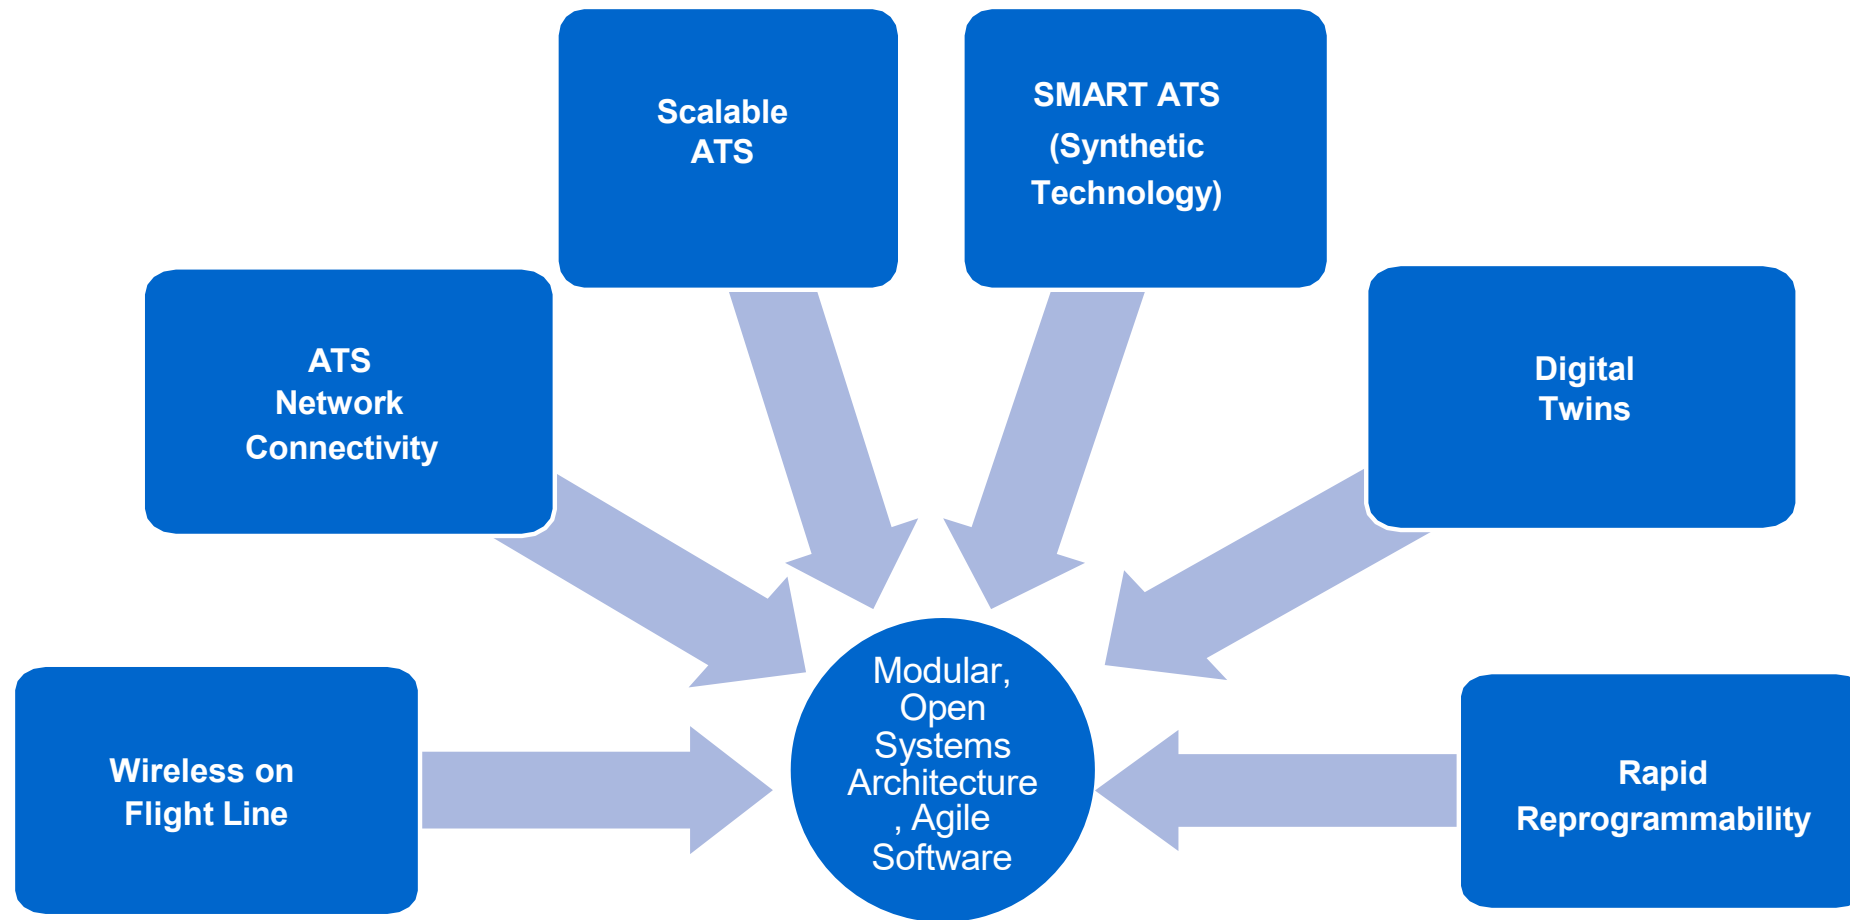 Scalable
ATS
SMART ATS
(Synthetic
Technology)
ATS
Network
Connectivity
Digital
Twins
Wireless on
Flight Line
Modular,
Open
Systems
Architecture
, Agile
Software
Rapid
Reprogrammability